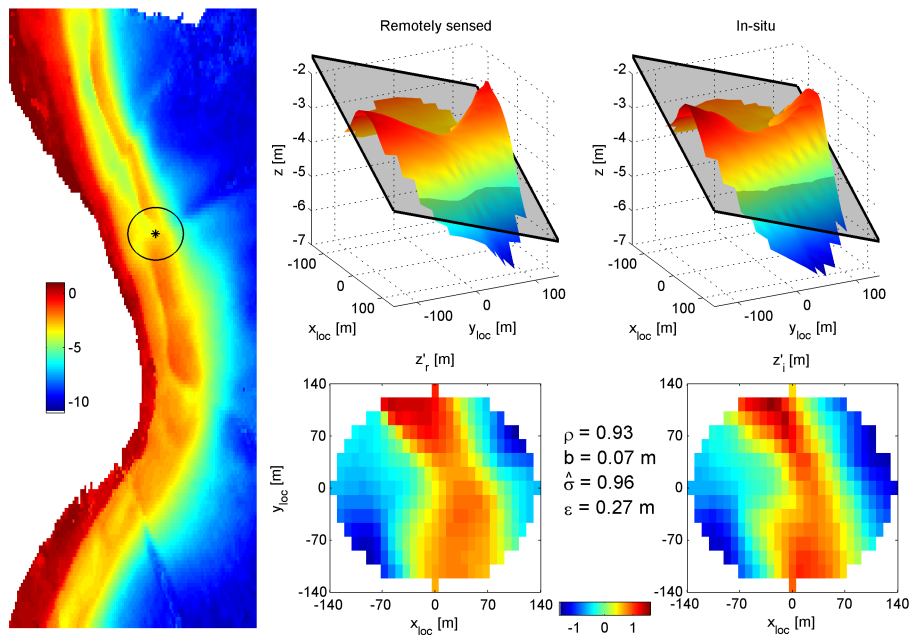 Remotely sensed
In-situ
z [m]
-2
-3
-4
-5
-6
-7
-100
0
100
x_loc [m]
-100
0
100
y_loc [m]
z [m]
-2
-3
-4
-5
-6
-7
-100
0
100
x_loc [m]
-100
0
100
y_loc [m]
0
-5
-10
z'_r [m]
140
70
0
-70
-140
y_loc [m]
-140
-70
0
70
140
x_loc [m]
ρ = 0.93
b = 0.07 m
σ̂ = 0.96
ε = 0.27 m
-1
0
1
z'_i [m]
140
70
0
-70
-140
-140
-70
0
70
140
x_loc [m]